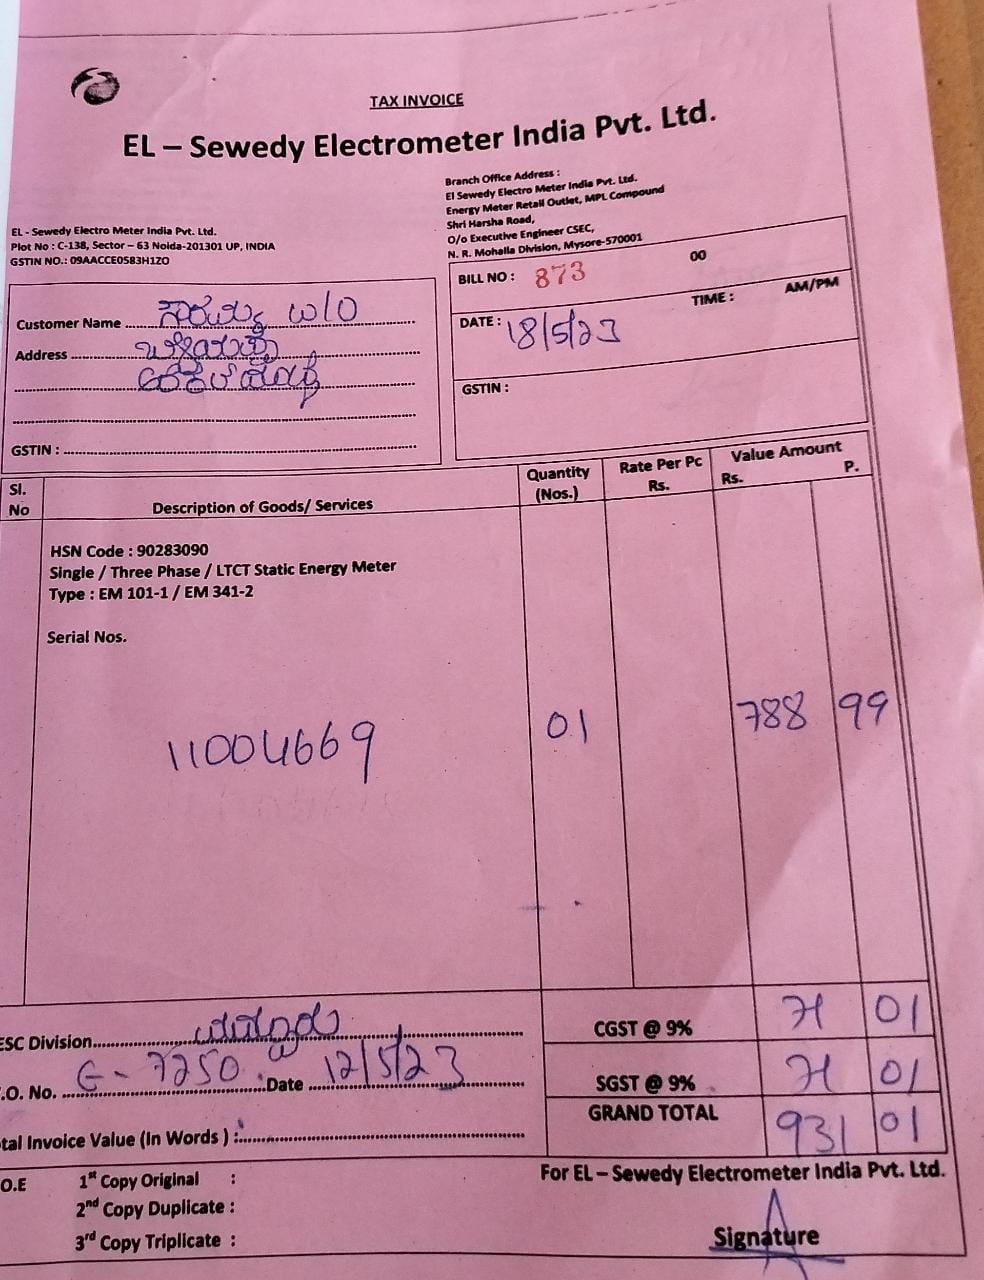 TAX INVOICE
EL – Sewedy Electrometer India Pvt. Ltd.
EL - Sewedy Electro Meter India Pvt. Ltd.
Plot No : C-138, Sector – 63 Noida-201301 UP, INDIA
GSTIN NO.: 09AACCE0583H1ZO
Branch Office Address :
El Sewedy Electro Meter India Pvt. Ltd.
Energy Meter Retail Outlet, MPL Compound
Shri Harsha Road,
O/o Executive Engineer CSEC,
N. R. Mohalla Division, Mysore-570001
Customer Name W/O
Address
GSTIN :
BILL NO : 873 00
DATE : 18/5/23 TIME : AM/PM
GSTIN :
Sl. No Description of Goods/ Services Quantity (Nos.) Rate Per Pc Rs. Value Amount Rs. P.
HSN Code : 90283090
Single / Three Phase / LTCT Static Energy Meter
Type : EM 101-1 / EM 341-2
Serial Nos.
11004669 01 788 99
ESC Division
CGST @ 9% 71 01
.O. No. E- 7250 . Date 12/5/23
SGST @ 9% 71 01
GRAND TOTAL 931 01
tal Invoice Value (In Words ) :
.O.E 1st Copy Original :
2nd Copy Duplicate :
3rd Copy Triplicate :
For EL – Sewedy Electrometer India Pvt. Ltd.
Signature